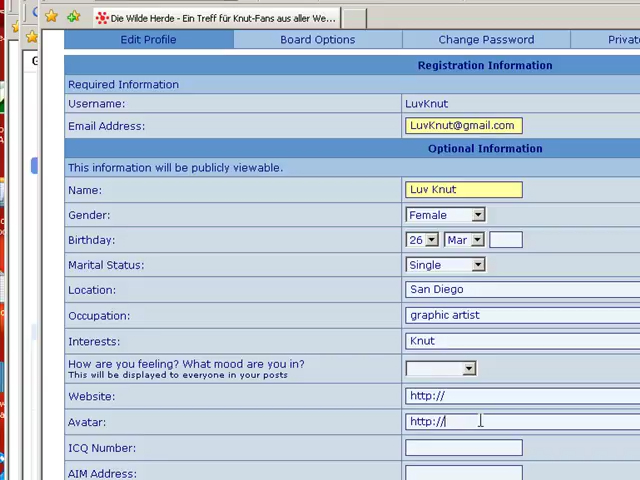 Die Wilde Herde - Ein Treff für Knut-Fans aus aller We...
Edit Profile Board Options Change Password
Registration Information
Required Information
Username: LuvKnut
Email Address: LuvKnut@gmail.com
Optional Information
This information will be publicly viewable.
Name: Luv Knut
Gender: Female
Birthday: 26 Mar
Marital Status: Single
Location: San Diego
Occupation: graphic artist
Interests: Knut
How are you feeling? What mood are you in?
This will be displayed to everyone in your posts
Website: http://
Avatar: http://
ICQ Number:
AIM Address: